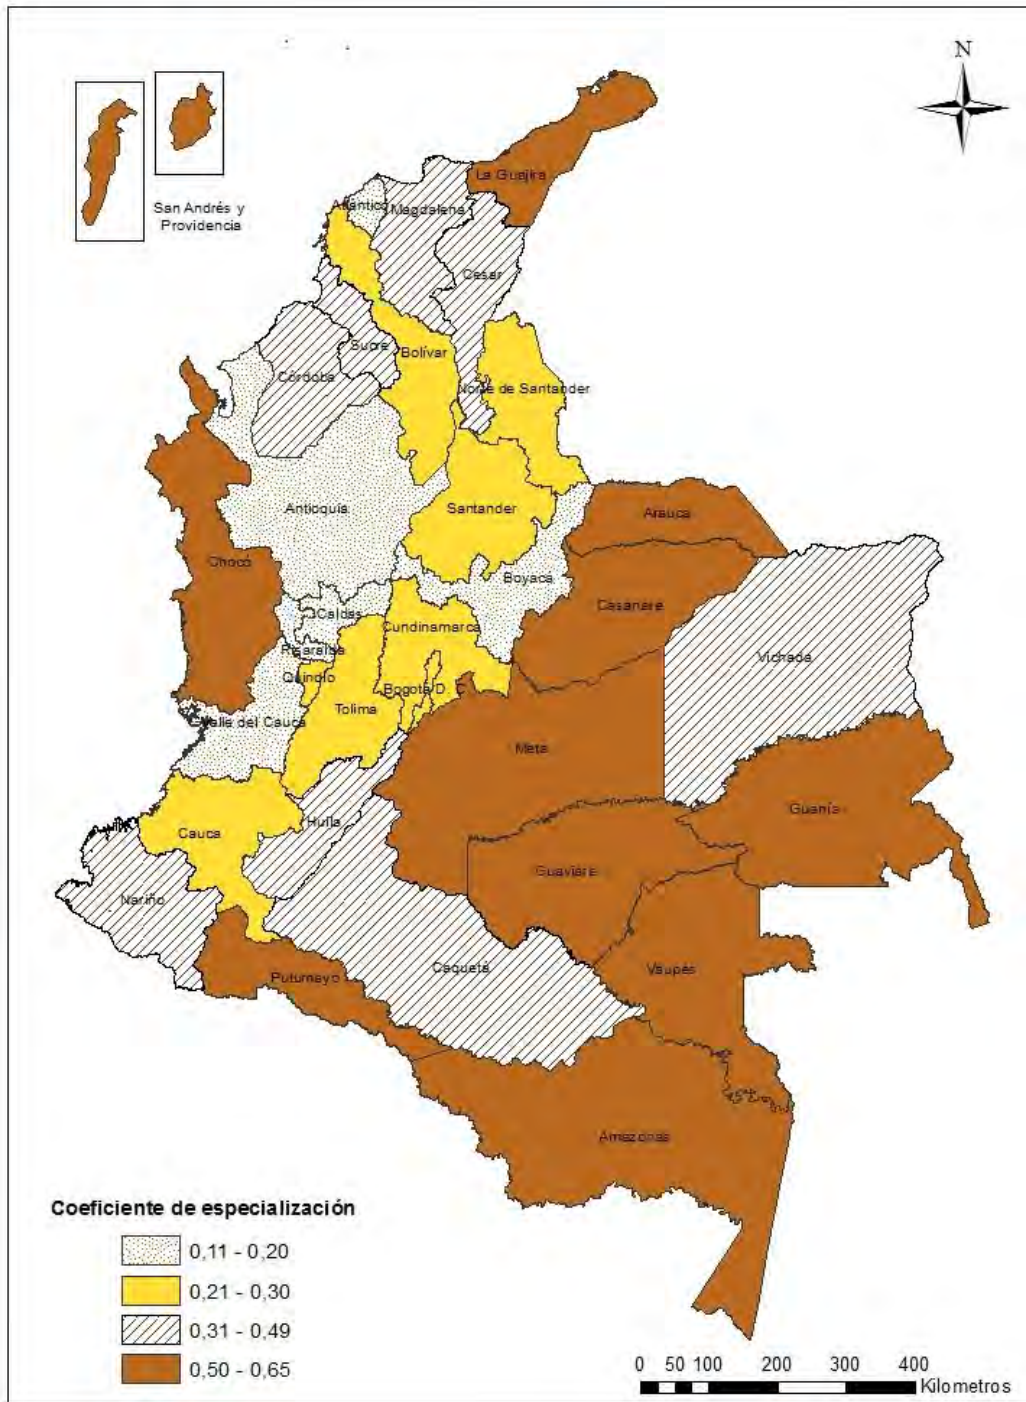 N
San Andrés y
Providencia
La Guajira
Atlántico
Magdalena
Cesar
Sucre
Bolívar
Córdoba
Norte de Santander
Antioquia
Santander
Arauca
Chocó
Boyacá
Casanare
Caldas
Cundinamarca
Risaralda
Vichada
Quindío
Bogotá D. C
Tolima
Valle del Cauca
Meta
Guanía
Cauca
Huila
Guaviare
Nariño
Caquetá
Vaupés
Putumayo
Amazonas
Coeficiente de especialización
0,11 - 0,20
0,21 - 0,30
0,31 - 0,49
0,50 - 0,65
0 50 100 200 300 400
Kilometros